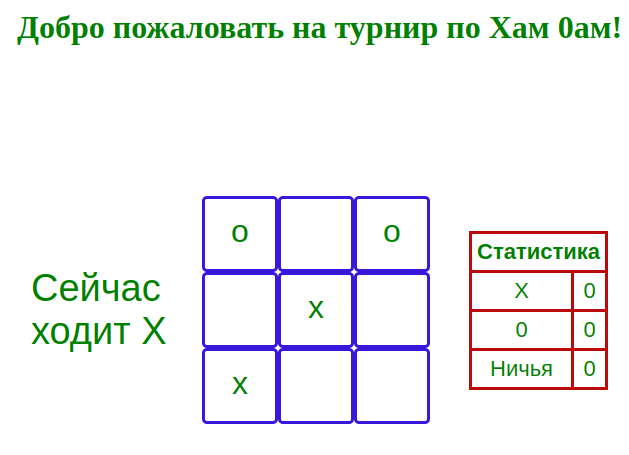 Добро пожаловать на турнир по Хам 0ам!
Сейчас
ходит X
o o
x
x
Статистика
X 0
0 0
Ничья 0